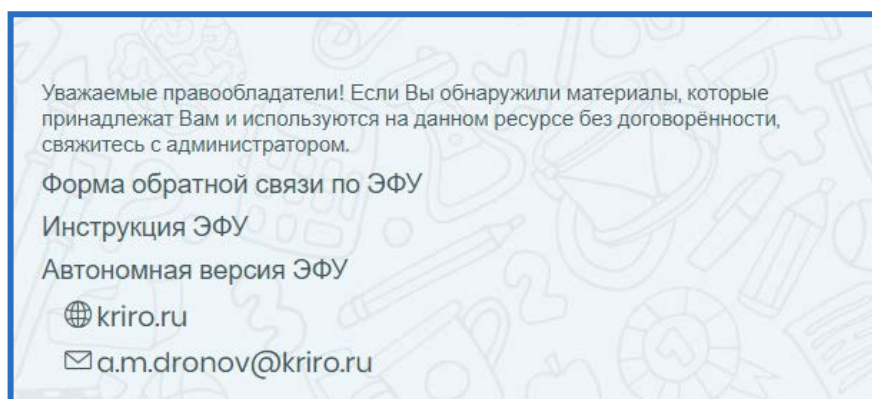 Уважаемые правообладатели! Если Вы обнаружили материалы, которые
принадлежат Вам и используются на данном ресурсе без договорённости,
свяжитесь с администратором.
Форма обратной связи по ЭФУ
Инструкция ЭФУ
Автономная версия ЭФУ
kriro.ru
a.m.dronov@kriro.ru